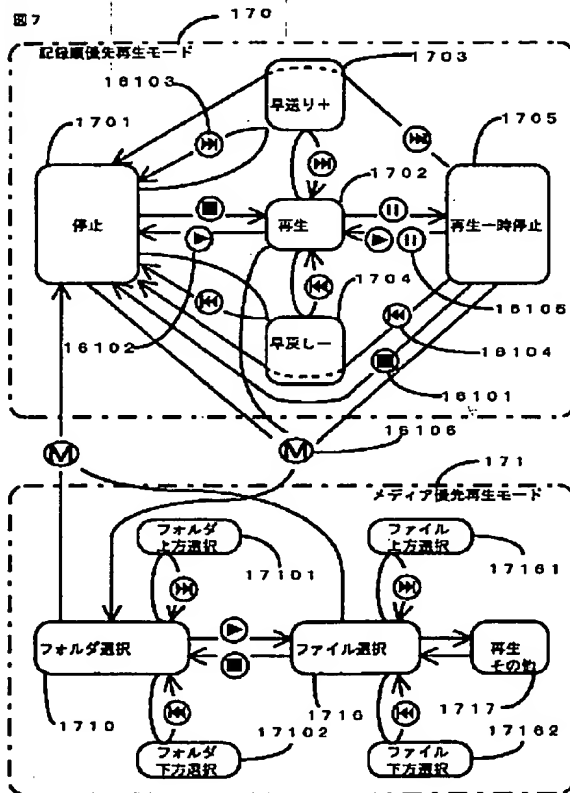 図7
170
記録順優先再生モード
16103
1703
1701
早送り+
1705
1702
停止
再生
再生一時停止
1704
16105
早戻し−
16102
16104
16101
16106
M
M
171
メディア優先再生モード
フォルダ
上方選択
ファイル
上方選択
17101
17161
フォルダ選択
ファイル選択
再生
その他
1710
17102
1716
1717
17162
フォルダ
下方選択
ファイル
下方選択